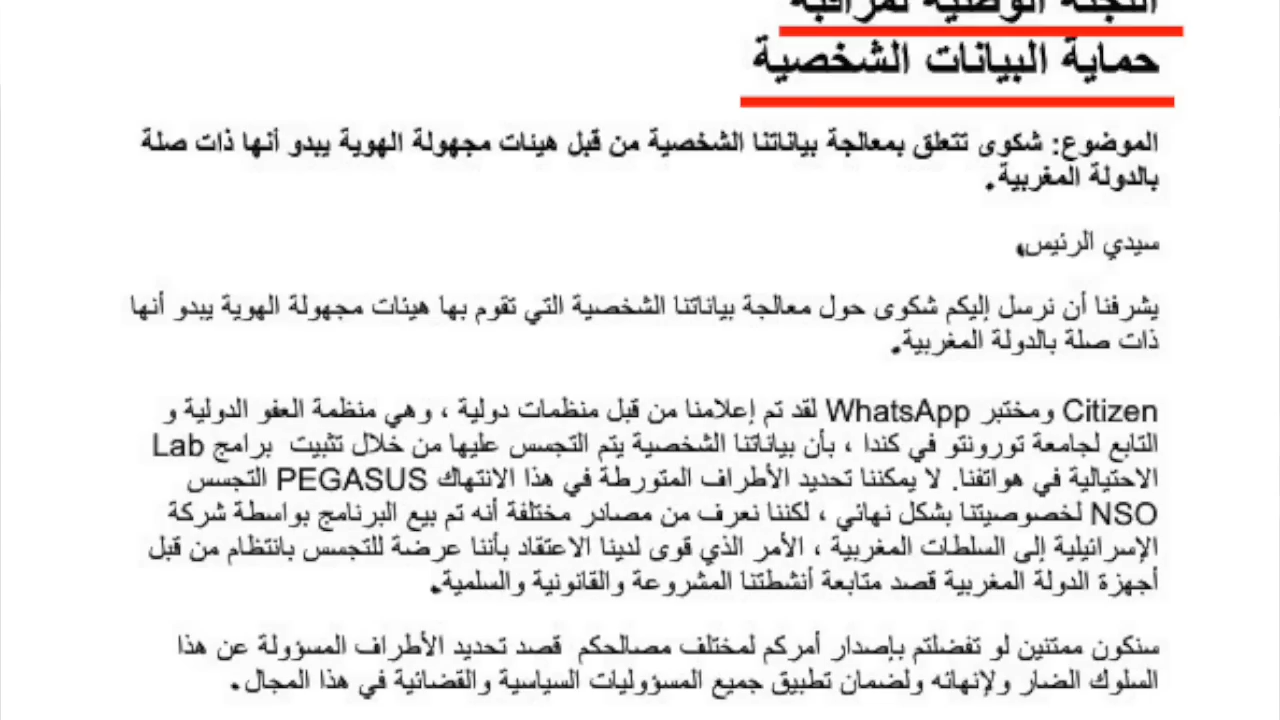 اللجنة الوطنية لمراقبة
حماية البيانات الشخصية
الموضوع: شكوى تتعلق بمعالجة بياناتنا الشخصية من قبل هيئات مجهولة الهوية يبدو أنها ذات صلة
بالدولة المغربية.
سيدي الرئيس،
يشرفنا أن نرسل إليكم شكوى حول معالجة بياناتنا الشخصية التي تقوم بها هيئات مجهولة الهوية يبدو أنها
ذات صلة بالدولة المغربية.
Citizen ومختبر WhatsApp لقد تم إعلامنا من قبل منظمات دولية ، وهي منظمة العفو الدولية و
التابع لجامعة تورونتو في كندا ، بأن بياناتنا الشخصية يتم التجسس عليها من خلال تثبيت برامج Lab
الاحتيالية في هواتفنا. لا يمكننا تحديد الأطراف المتورطة في هذا الانتهاك PEGASUS التجسس
NSO لخصوصيتنا بشكل نهائي ، لكننا نعرف من مصادر مختلفة أنه تم بيع البرنامج بواسطة شركة
الإسرائيلية إلى السلطات المغربية ، الأمر الذي قوى لدينا الاعتقاد بأننا عرضة للتجسس بانتظام من قبل
أجهزة الدولة المغربية قصد متابعة أنشطتنا المشروعة والقانونية والسلمية.
سنكون ممتنين لو تفضلتم بإصدار أمركم لمختلف مصالحكم قصد تحديد الأطراف المسؤولة عن هذا
السلوك الضار ولإنهائه ولضمان تطبيق جميع المسؤوليات السياسية والقضائية في هذا المجال.